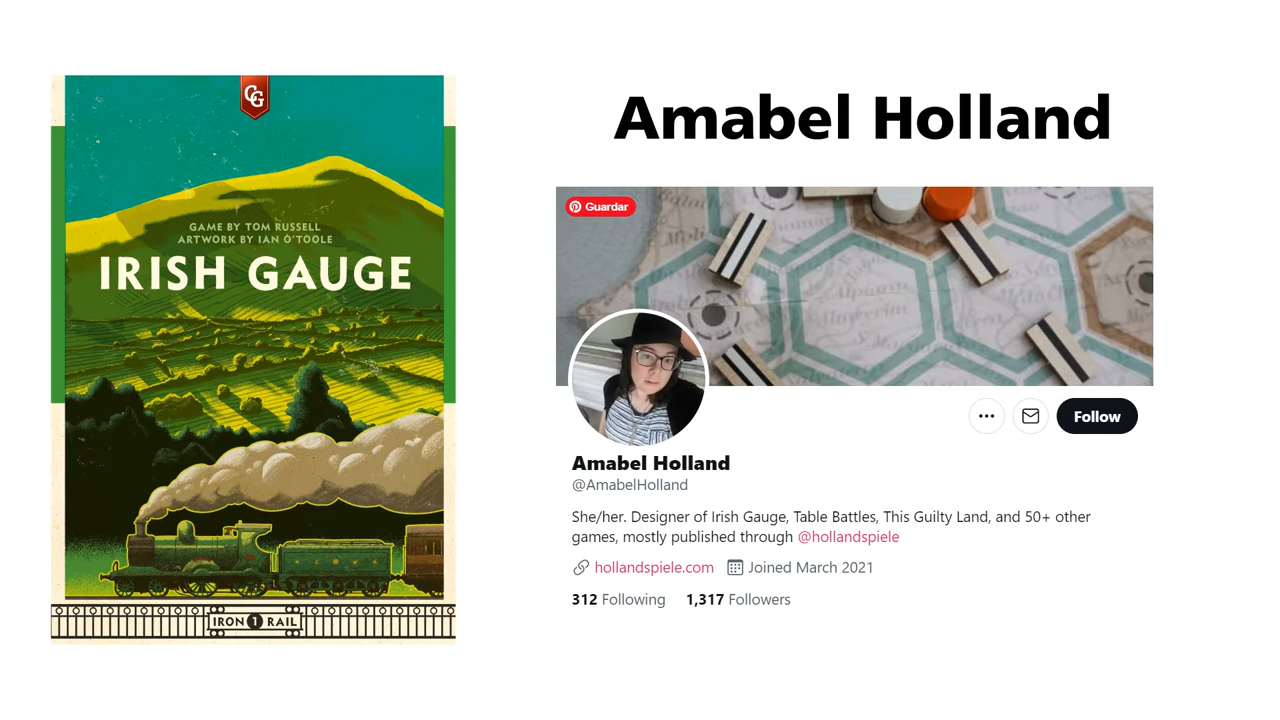 CG
GAME BY TOM RUSSELL
ARTWORK BY IAN O'TOOLE
IRISH GAUGE
IRON 1 RAIL
Amabel Holland
Guardar
Amabel Holland
@AmabelHolland
She/her. Designer of Irish Gauge, Table Battles, This Guilty Land, and 50+ other
games, mostly published through @hollandspiele
hollandspiele.com Joined March 2021
312 Following 1,317 Followers
Follow